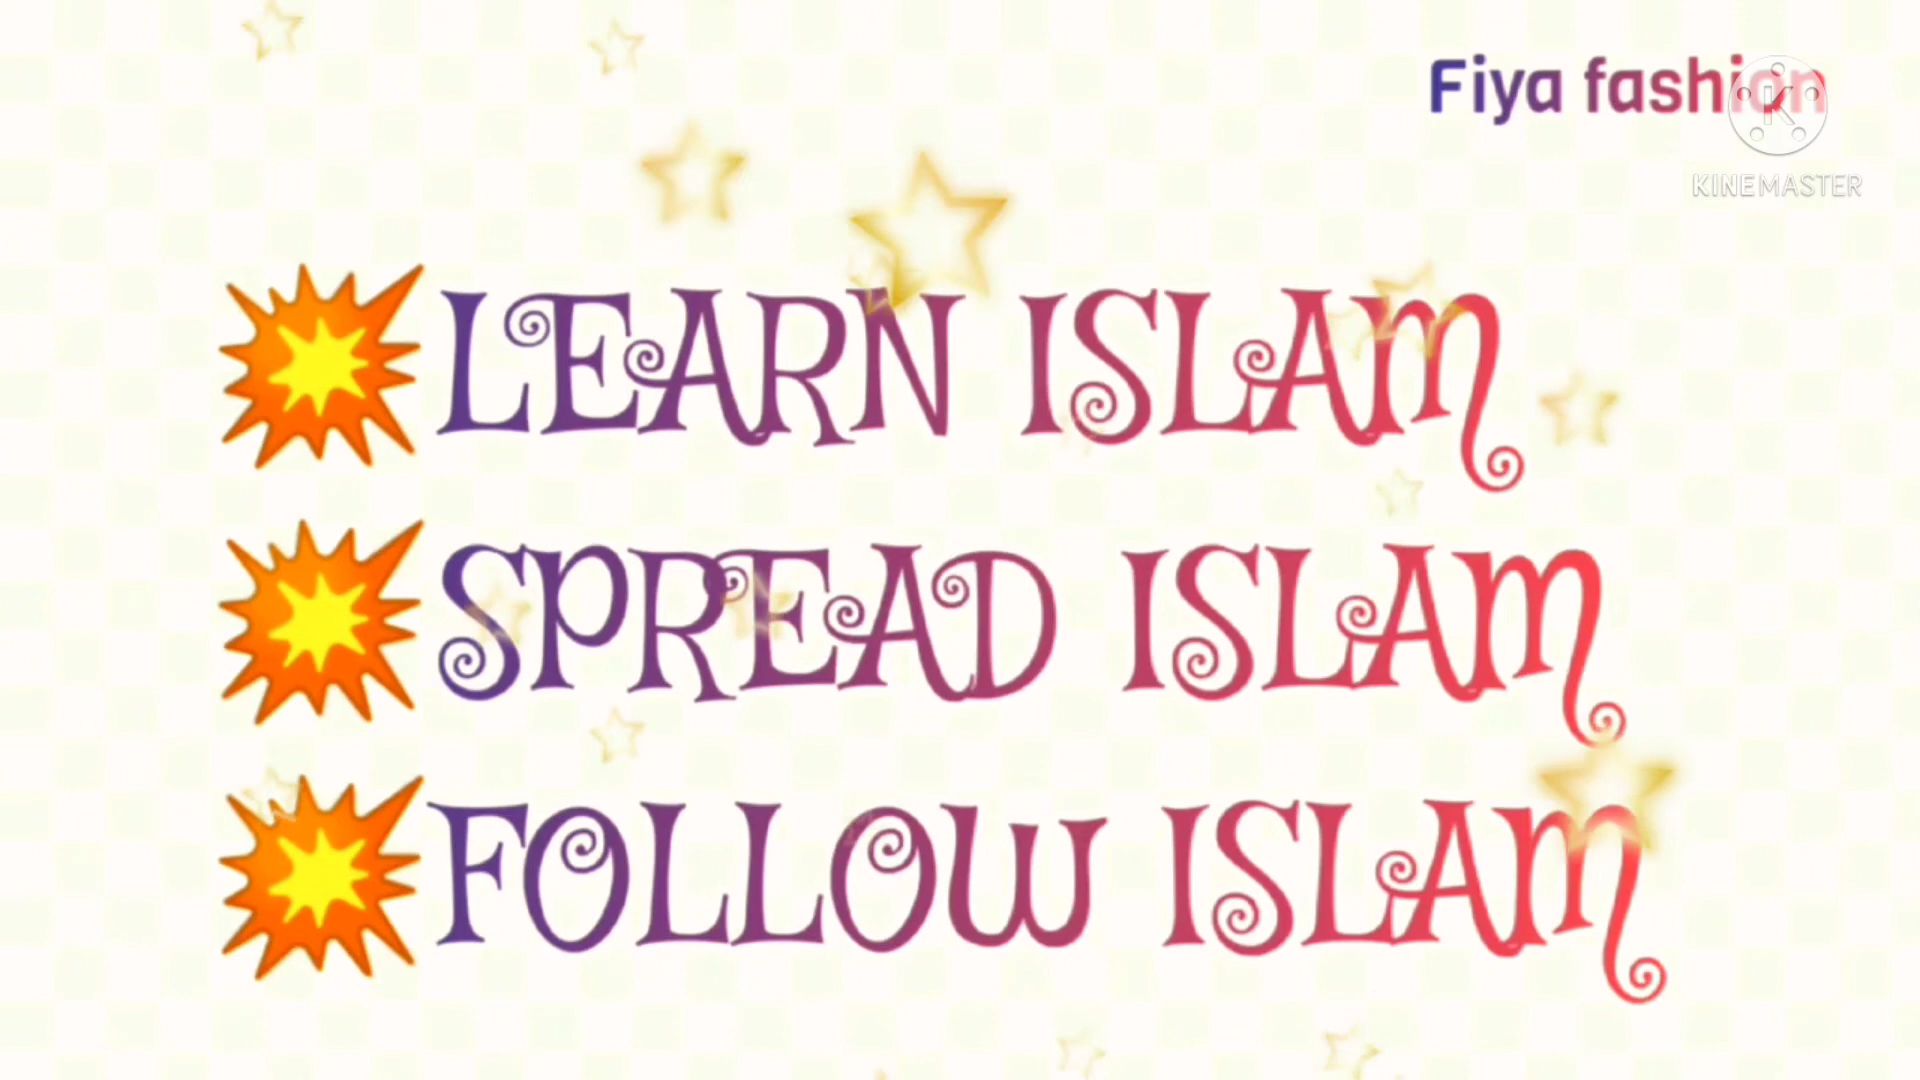 Fiya fashion
KINEMASTER
LEARN ISLAM
SPREAD ISLAM
FOLLOW ISLAM